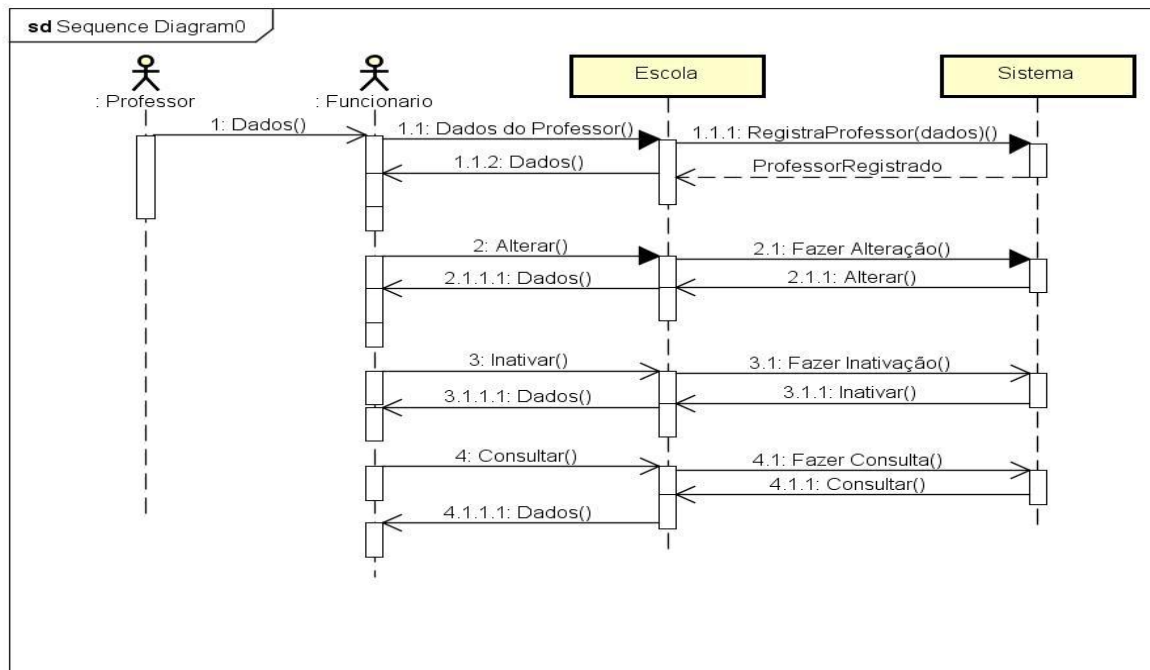 sd Sequence Diagram0
: Professor
: Funcionario
Escola
Sistema
1: Dados()
1.1: Dados do Professor()
1.1.1: RegistraProfessor(dados)()
1.1.2: Dados()
ProfessorRegistrado
2: Alterar()
2.1: Fazer Alteração()
2.1.1.1: Dados()
2.1.1: Alterar()
3: Inativar()
3.1: Fazer Inativação()
3.1.1.1: Dados()
3.1.1: Inativar()
4: Consultar()
4.1: Fazer Consulta()
4.1.1: Consultar()
4.1.1.1: Dados()